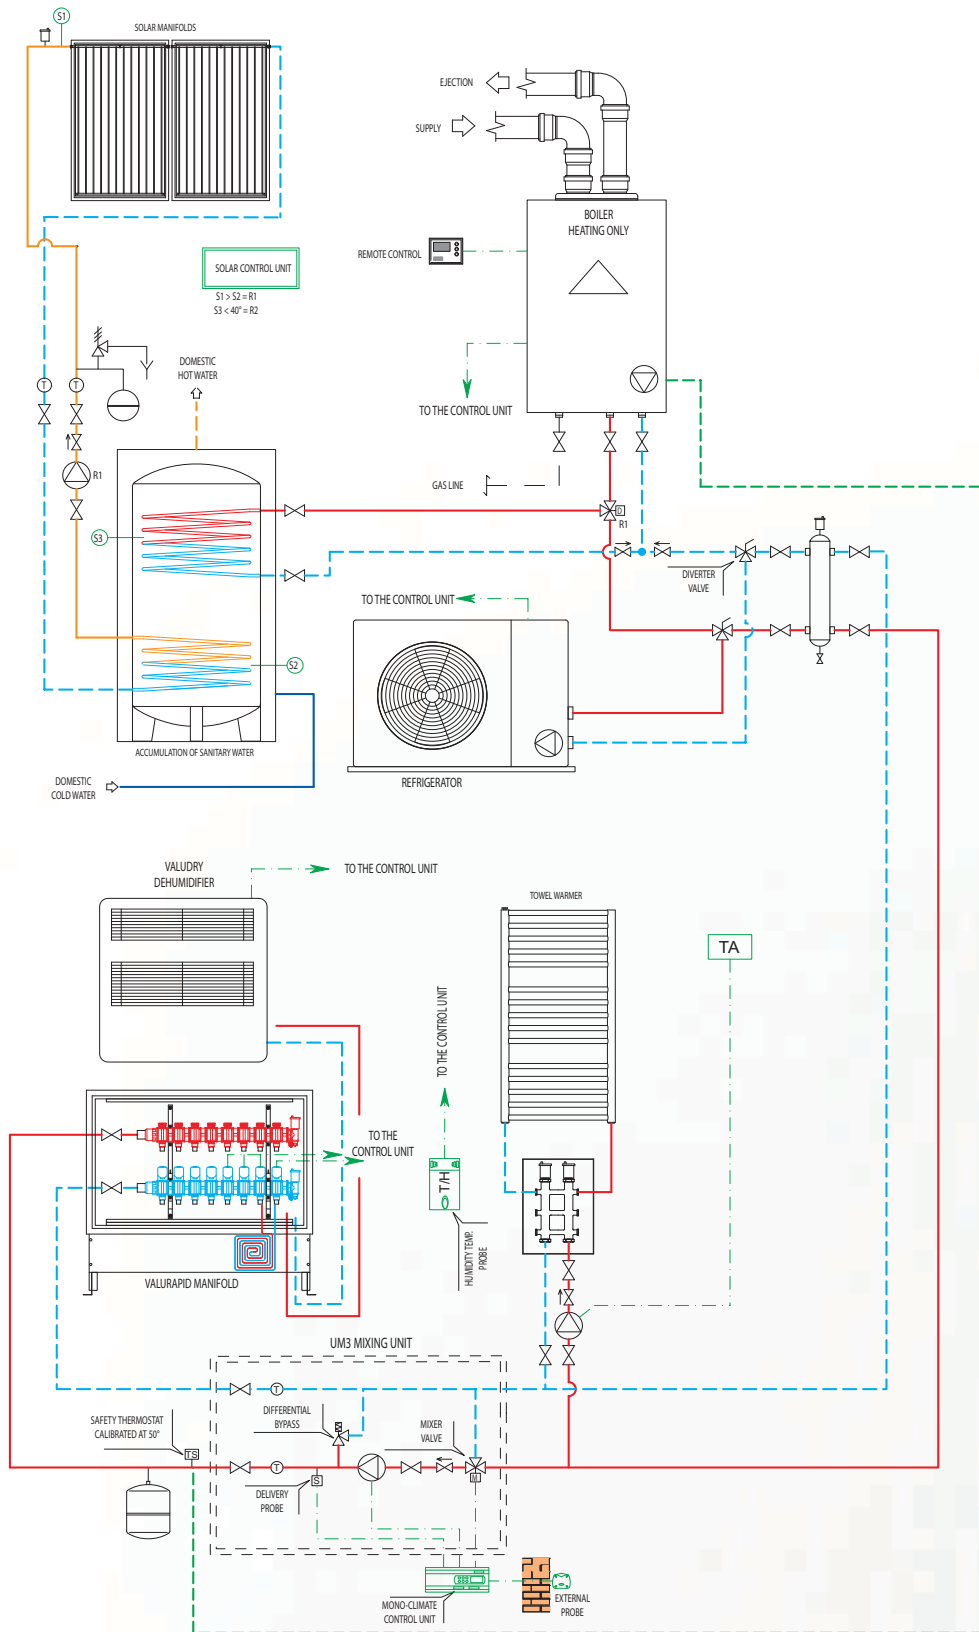 S1
SOLAR MANIFOLDS
EJECTION
SUPPLY
BOILER
HEATING ONLY
REMOTE CONTROL
SOLAR CONTROL UNIT
S1 > S2 = R1
S3 < 40° = R2
DOMESTIC
HOT WATER
TO THE CONTROL UNIT
T
T
R1
GAS LINE
D
R1
S3
DIVERTER
VALVE
TO THE CONTROL UNIT
S2
ACCUMULATION OF SANITARY WATER
REFRIGERATOR
DOMESTIC
COLD WATER
VALUDRY
DEHUMIDIFIER
TO THE CONTROL UNIT
TOWEL WARMER
TA
TO THE CONTROL UNIT
TO THE
CONTROL UNIT
T/H
HUMIDITY TEMP.
PROBE
VALURAPID MANIFOLD
UM3 MIXING UNIT
T
DIFFERENTIAL
BYPASS
SAFETY THERMOSTAT
CALIBRATED AT 50°
MIXER
VALVE
TS
T
S
M
DELIVERY
PROBE
MONO-CLIMATE
CONTROL UNIT
EXTERNAL
PROBE